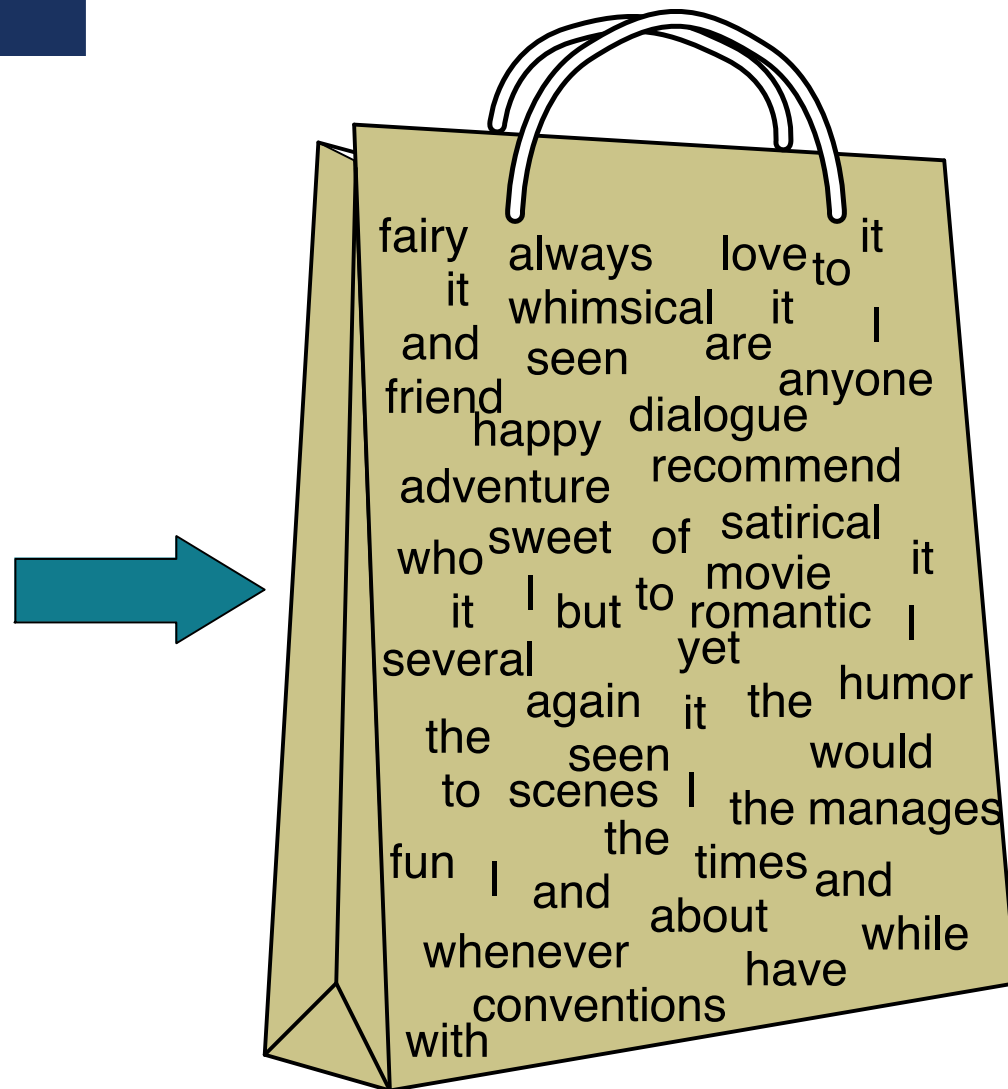 fairy always love to it
it whimsical it I
and seen are anyone
friend happy dialogue
adventure recommend
who sweet of satirical it
it I but to movie romantic I
several yet
again it the humor
the seen would
to scenes I the manages
the
fun I and times and
about while
whenever have
conventions
with